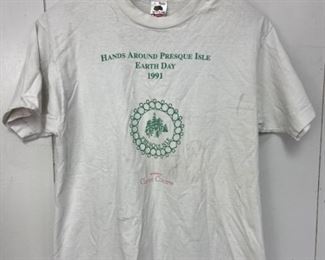 HANDS AROUND PRESQUE ISLE
EARTH DAY
1991